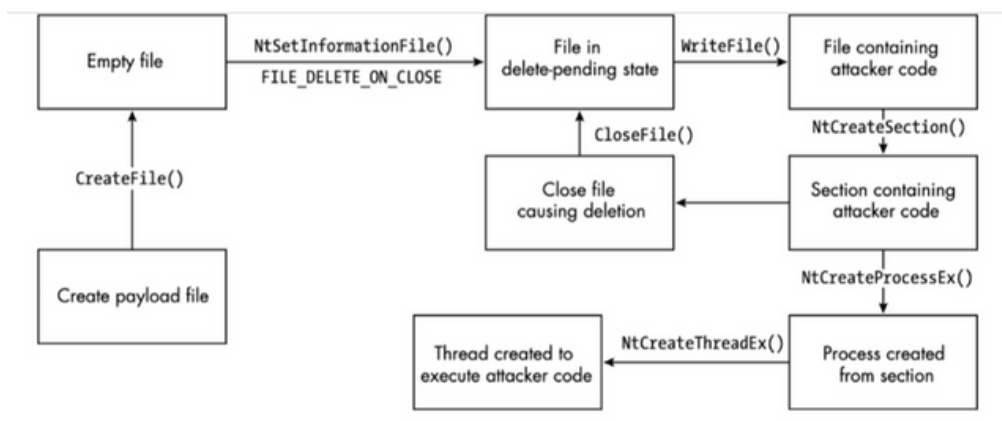 Empty file
NtSetInformationFile()
FILE_DELETE_ON_CLOSE
File in
delete-pending state
WriteFile()
File containing
attacker code
CreateFile()
CloseFile()
NtCreateSection()
Close file
causing deletion
Section containing
attacker code
Create payload file
NtCreateProcessEx()
Thread created to
execute attacker code
NtCreateThreadEx()
Process created
from section